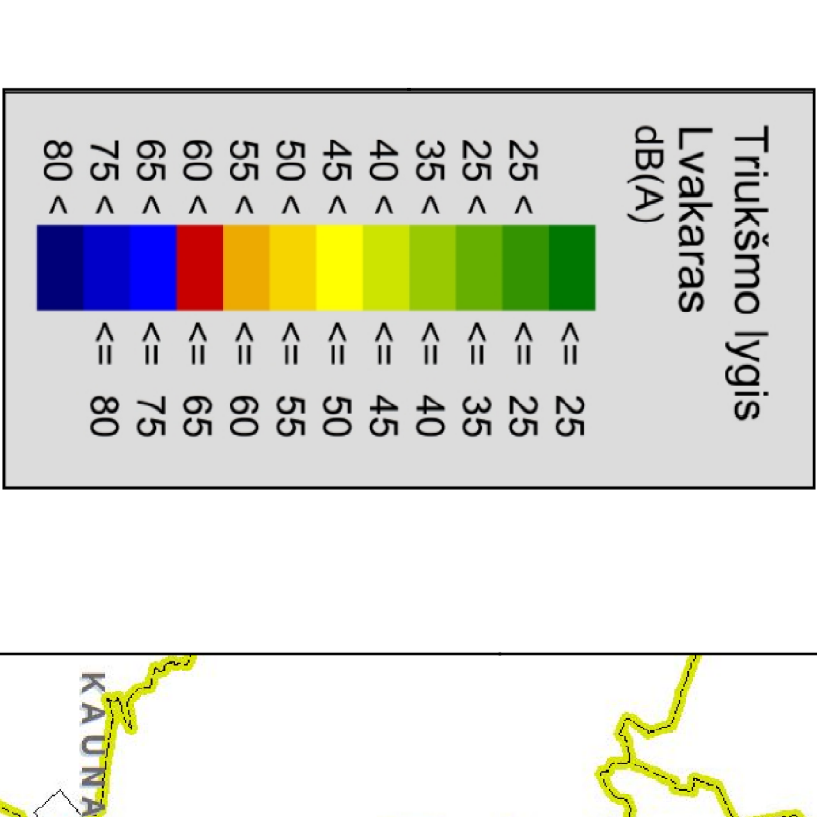 Triukšmo lygis
Lvakaras
dB(A)
<= 25
25 < <= 25
25 < <= 35
35 < <= 40
40 < <= 45
45 < <= 50
50 < <= 55
55 < <= 60
60 < <= 65
65 < <= 75
75 < <= 80
80 <
KAUNA